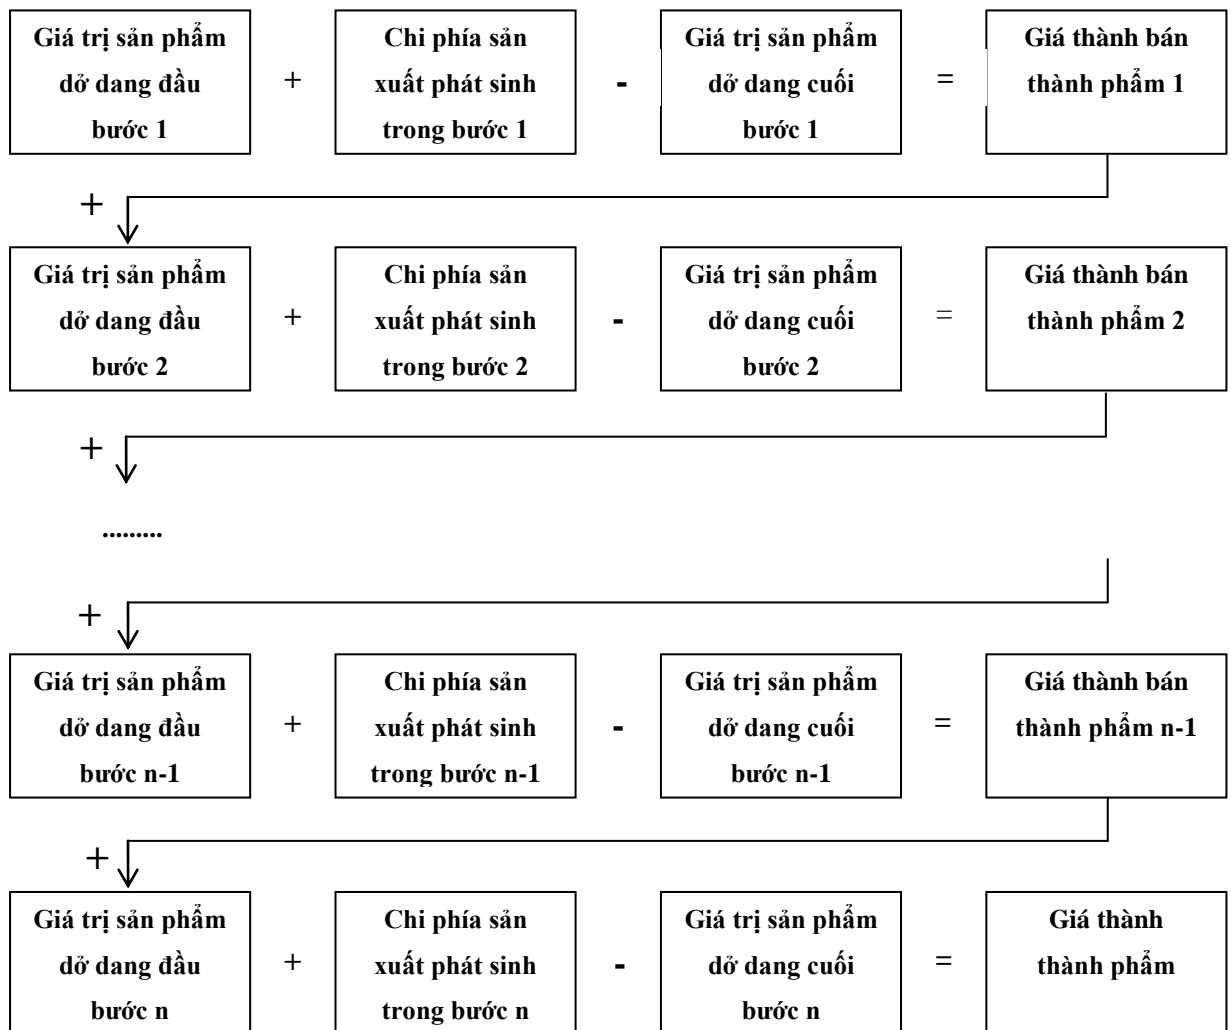 Giá trị sản phẩm
dở dang đầu
bước 1
+
Chi phía sản
xuất phát sinh
trong bước 1
-
Giá trị sản phẩm
dở dang cuối
bước 1
=
Giá thành bán
thành phẩm 1
+
Giá trị sản phẩm
dở dang đầu
bước 2
+
Chi phía sản
xuất phát sinh
trong bước 2
-
Giá trị sản phẩm
dở dang cuối
bước 2
=
Giá thành bán
thành phẩm 2
+
.........
+
Giá trị sản phẩm
dở dang đầu
bước n-1
+
Chi phía sản
xuất phát sinh
trong bước n-1
-
Giá trị sản phẩm
dở dang cuối
bước n-1
=
Giá thành bán
thành phẩm n-1
+
Giá trị sản phẩm
dở dang đầu
bước n
+
Chi phía sản
xuất phát sinh
trong bước n
-
Giá trị sản phẩm
dở dang cuối
bước n
=
Giá thành
thành phẩm